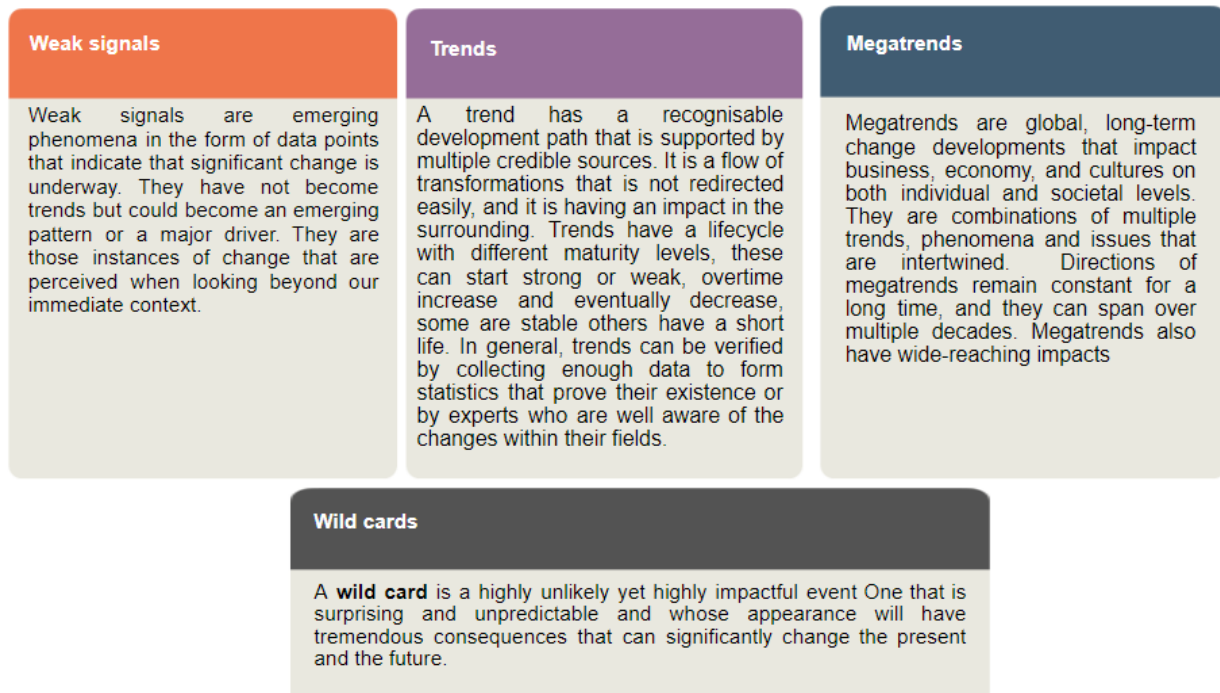 Weak signals
Weak signals are emerging
phenomena in the form of data points
that indicate that significant change is
underway. They have not become
trends but could become an emerging
pattern or a major driver. They are
those instances of change that are
perceived when looking beyond our
immediate context.
Trends
A trend has a recognisable
development path that is supported by
multiple credible sources. It is a flow of
transformations that is not redirected
easily, and it is having an impact in the
surrounding. Trends have a lifecycle
with different maturity levels, these
can start strong or weak, overtime
increase and eventually decrease,
some are stable others have a short
life. In general, trends can be verified
by collecting enough data to form
statistics that prove their existence or
by experts who are well aware of the
changes within their fields.
Megatrends
Megatrends are global, long-term
change developments that impact
business, economy, and cultures on
both individual and societal levels.
They are combinations of multiple
trends, phenomena and issues that
are intertwined. Directions of
megatrends remain constant for a
long time, and they can span over
multiple decades. Megatrends also
have wide-reaching impacts
Wild cards
A wild card is a highly unlikely yet highly impactful event One that is
surprising and unpredictable and whose appearance will have
tremendous consequences that can significantly change the present
and the future.